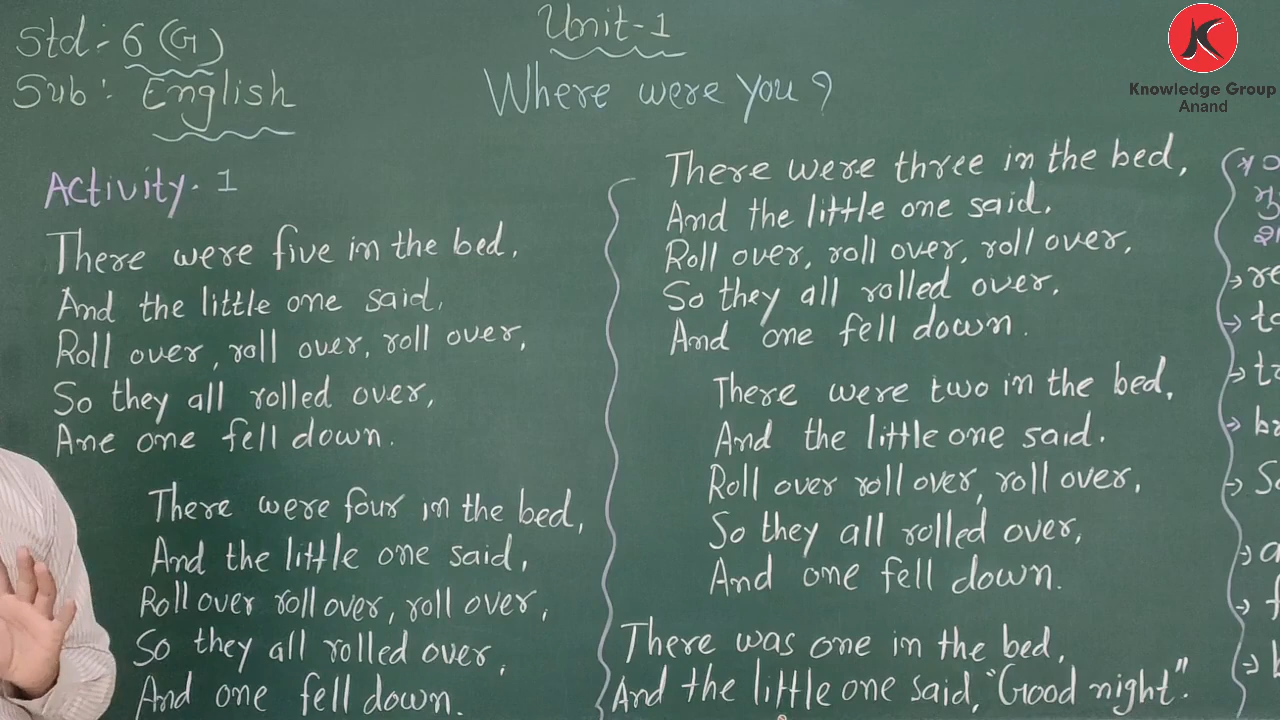 Std:- 6 (G)
Sub: English
Unit-1
Where were you ?
Knowledge Group
Anand
Activity. 1
There were five in the bed,
And the little one said,
Roll over, roll over, roll over,
So they all rolled over,
Ane one fell down.
There were four in the bed,
And the little one said,
Roll over roll over, roll over,
So they all rolled over,
And one fell down.
There were three in the bed,
And the little one said.
Roll over, roll over, roll over,
So they all rolled over,
And one fell down.
There were two in the bed,
And the little one said.
Roll over roll over, roll over,
So they all rolled over,
And one fell down.
There was one in the bed,
And the little one said, "Good night".